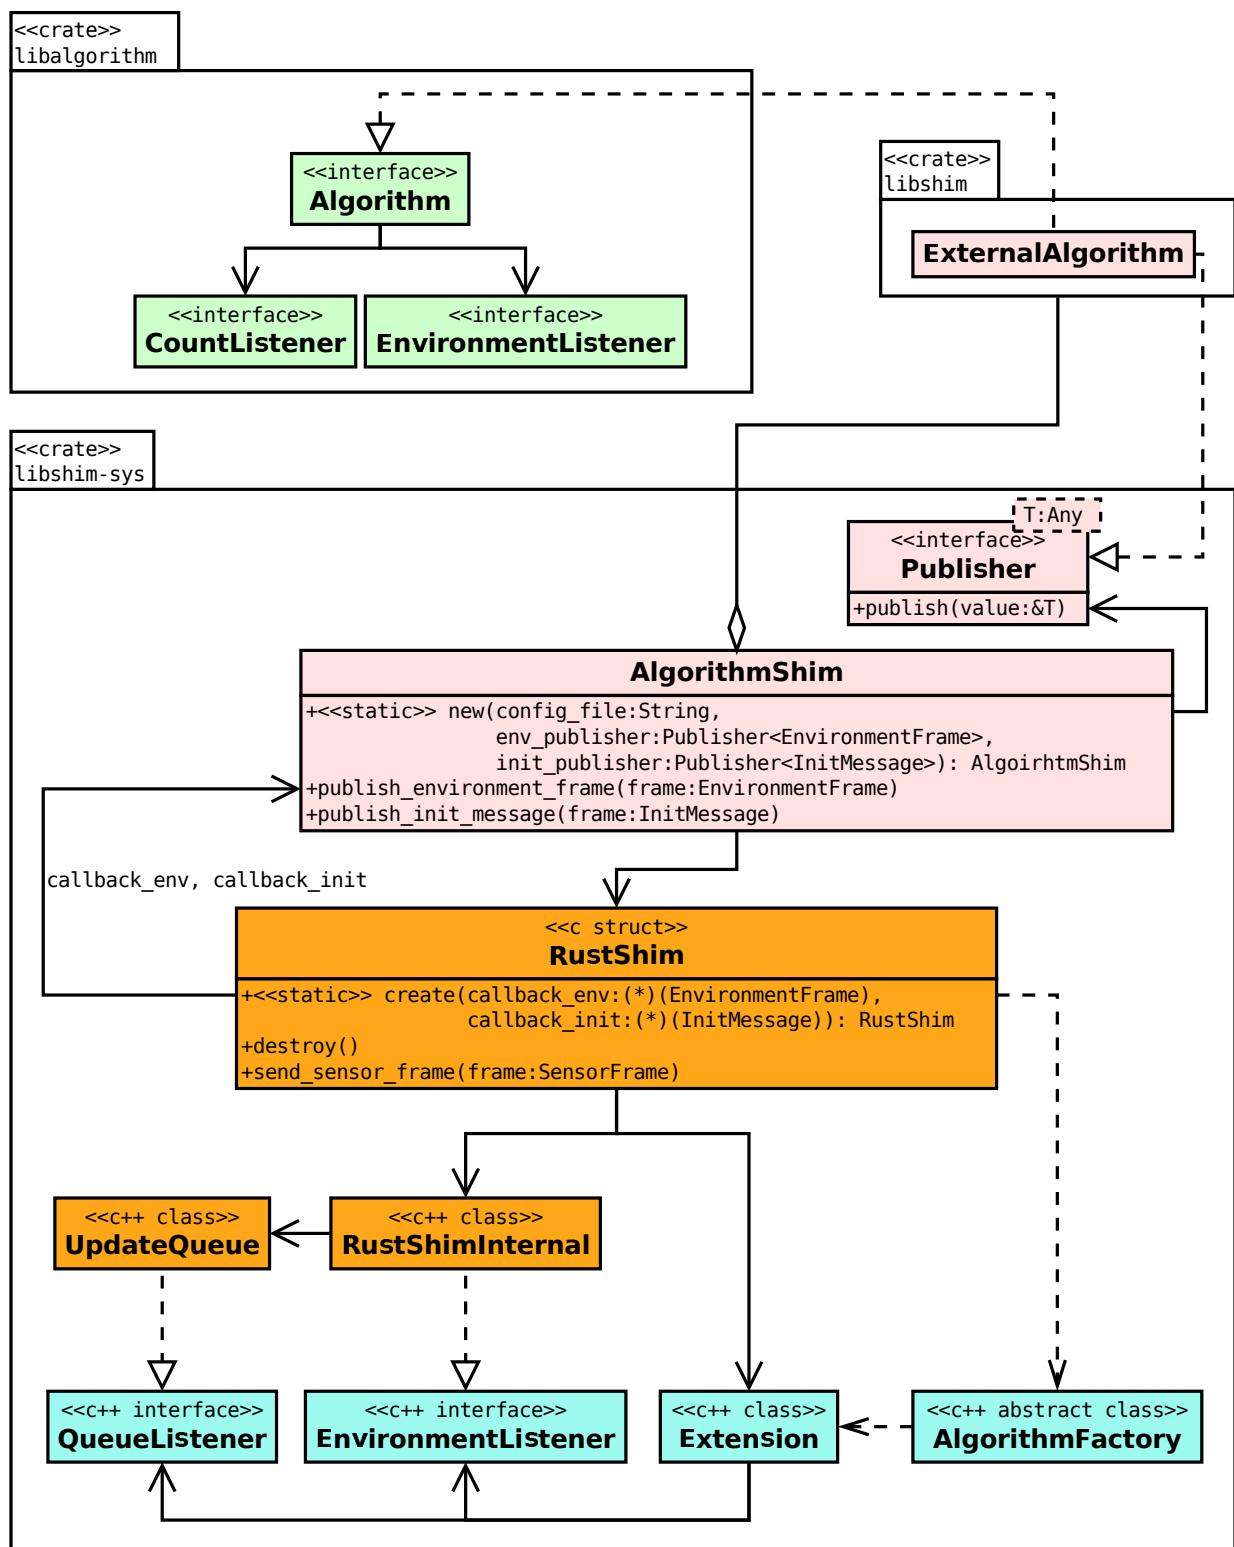 <<crate>>
libalgorithm
<<interface>>
Algorithm
<<interface>>
CountListener
<<interface>>
EnvironmentListener
<<crate>>
libshim
ExternalAlgorithm
<<crate>>
libshim-sys
T:Any
<<interface>>
Publisher
+publish(value:&T)
AlgorithmShim
+<<static>> new(config_file:String,
env_publisher:Publisher<EnvironmentFrame>,
init_publisher:Publisher<InitMessage>): AlgoirhtmShim
+publish_environment_frame(frame:EnvironmentFrame)
+publish_init_message(frame:InitMessage)
callback_env, callback_init
<<c struct>>
RustShim
+<<static>> create(callback_env:(*)(EnvironmentFrame),
callback_init:(*)(InitMessage)): RustShim
+destroy()
+send_sensor_frame(frame:SensorFrame)
<<c++ class>>
UpdateQueue
<<c++ class>>
RustShimInternal
<<c++ interface>>
QueueListener
<<c++ interface>>
EnvironmentListener
<<c++ class>>
Extension
<<c++ abstract class>>
AlgorithmFactory